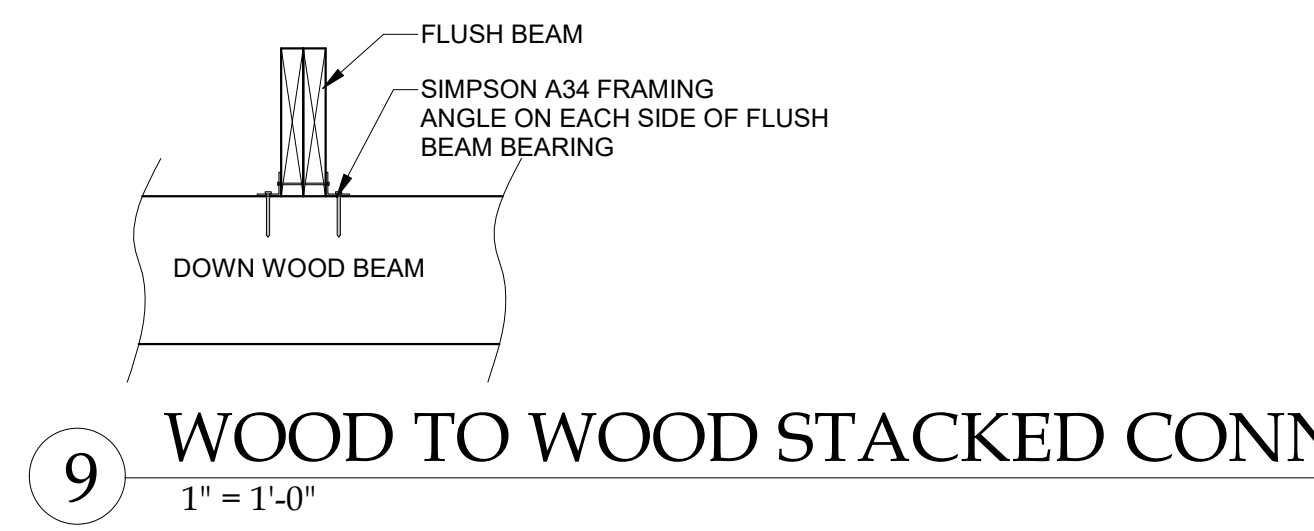 FLUSH BEAM
SIMPSON A34 FRAMING
ANGLE ON EACH SIDE OF FLUSH
BEAM BEARING
DOWN WOOD BEAM
9
WOOD TO WOOD STACKED CONN
1" = 1'-0"